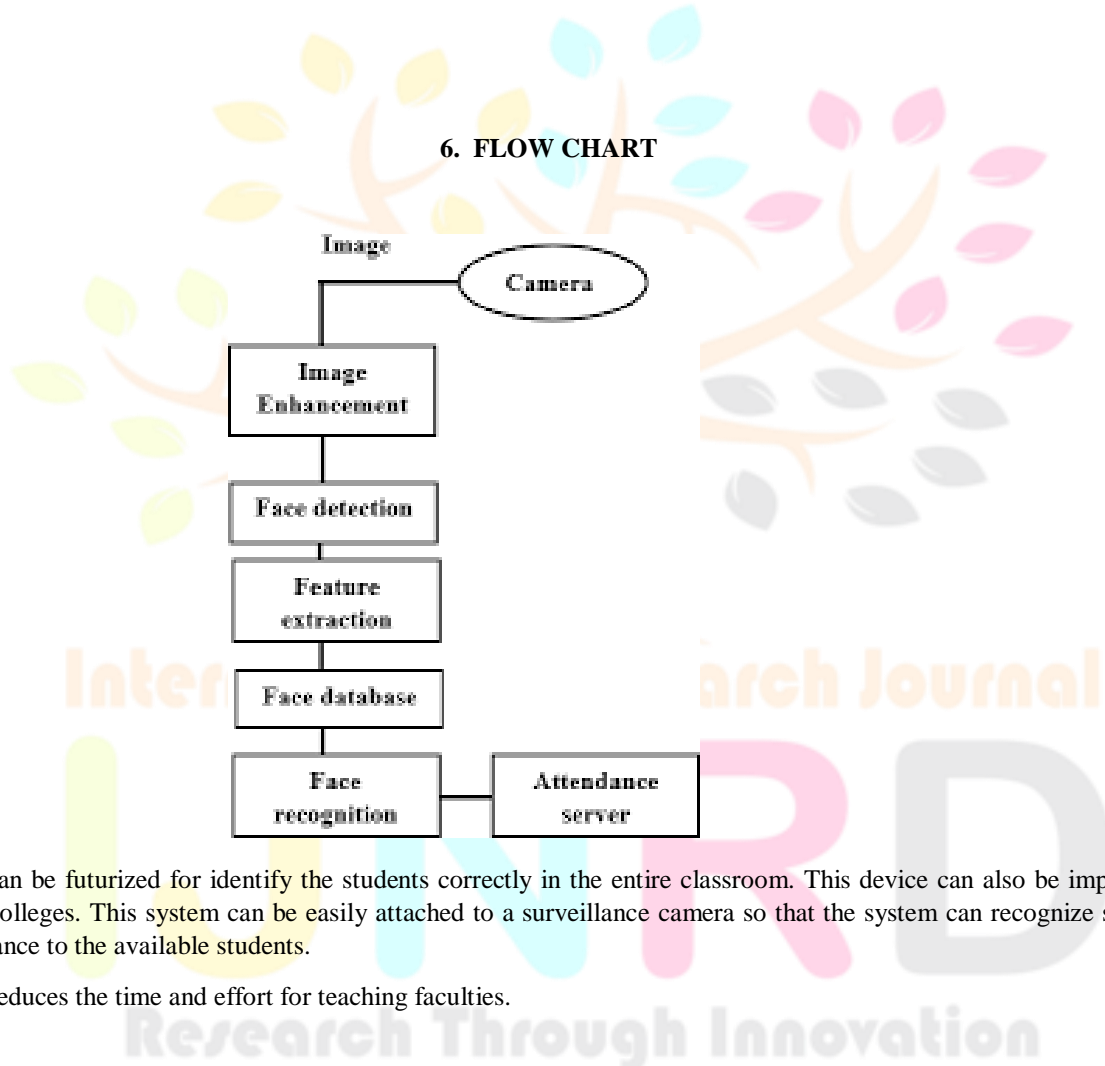 6. FLOW CHART
Image
Camera
Image
Enhancement
Face detection
Feature
extraction
Face database
Face
recognition
Attendance
server
an be futurized for identify the students correctly in the entire classroom. This device can also be imp
olleges. This system can be easily attached to a surveillance camera so that the system can recognize s
ance to the available students.
educes the time and effort for teaching faculties.
Inter arch Journal
IJNRD
Research Through Innovation